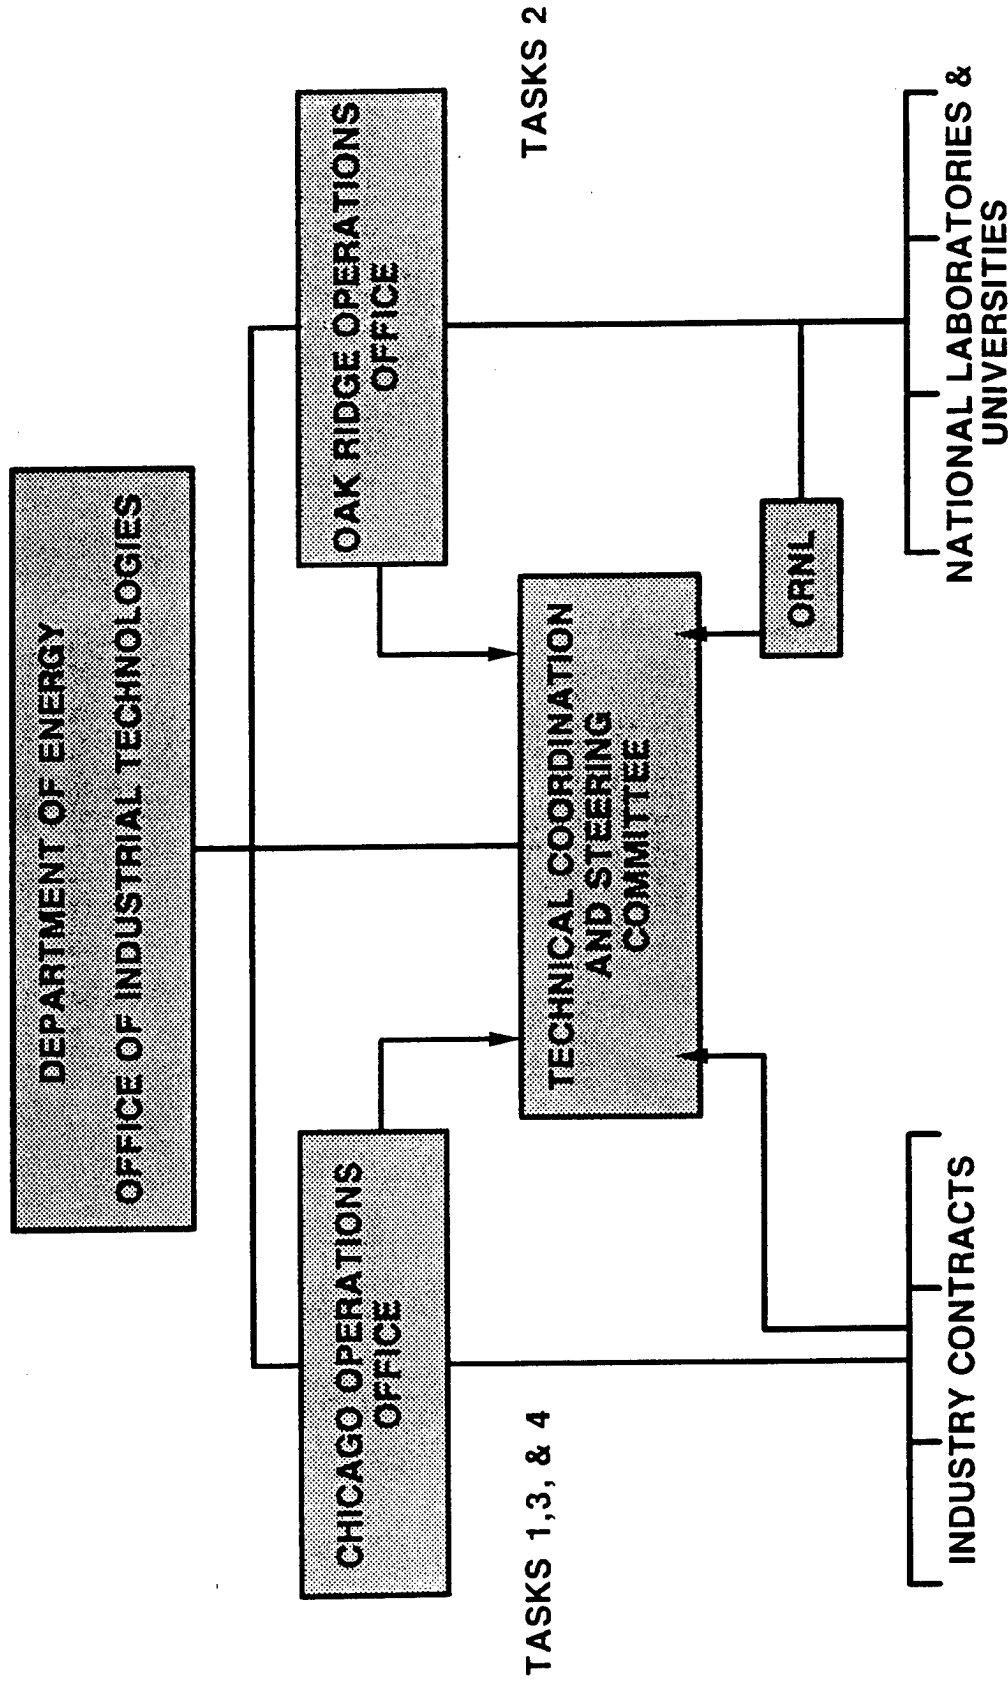 DEPARTMENT OF ENERGY
OFFICE OF INDUSTRIAL TECHNOLOGIES
CHICAGO OPERATIONS
OFFICE
OAK RIDGE OPERATIONS
OFFICE
TECHNICAL COORDINATION
AND STEERING
COMMITTEE
TASKS 1,3, & 4
TASKS 2
ORNL
INDUSTRY CONTRACTS
NATIONAL LABORATORIES &
UNIVERSITIES